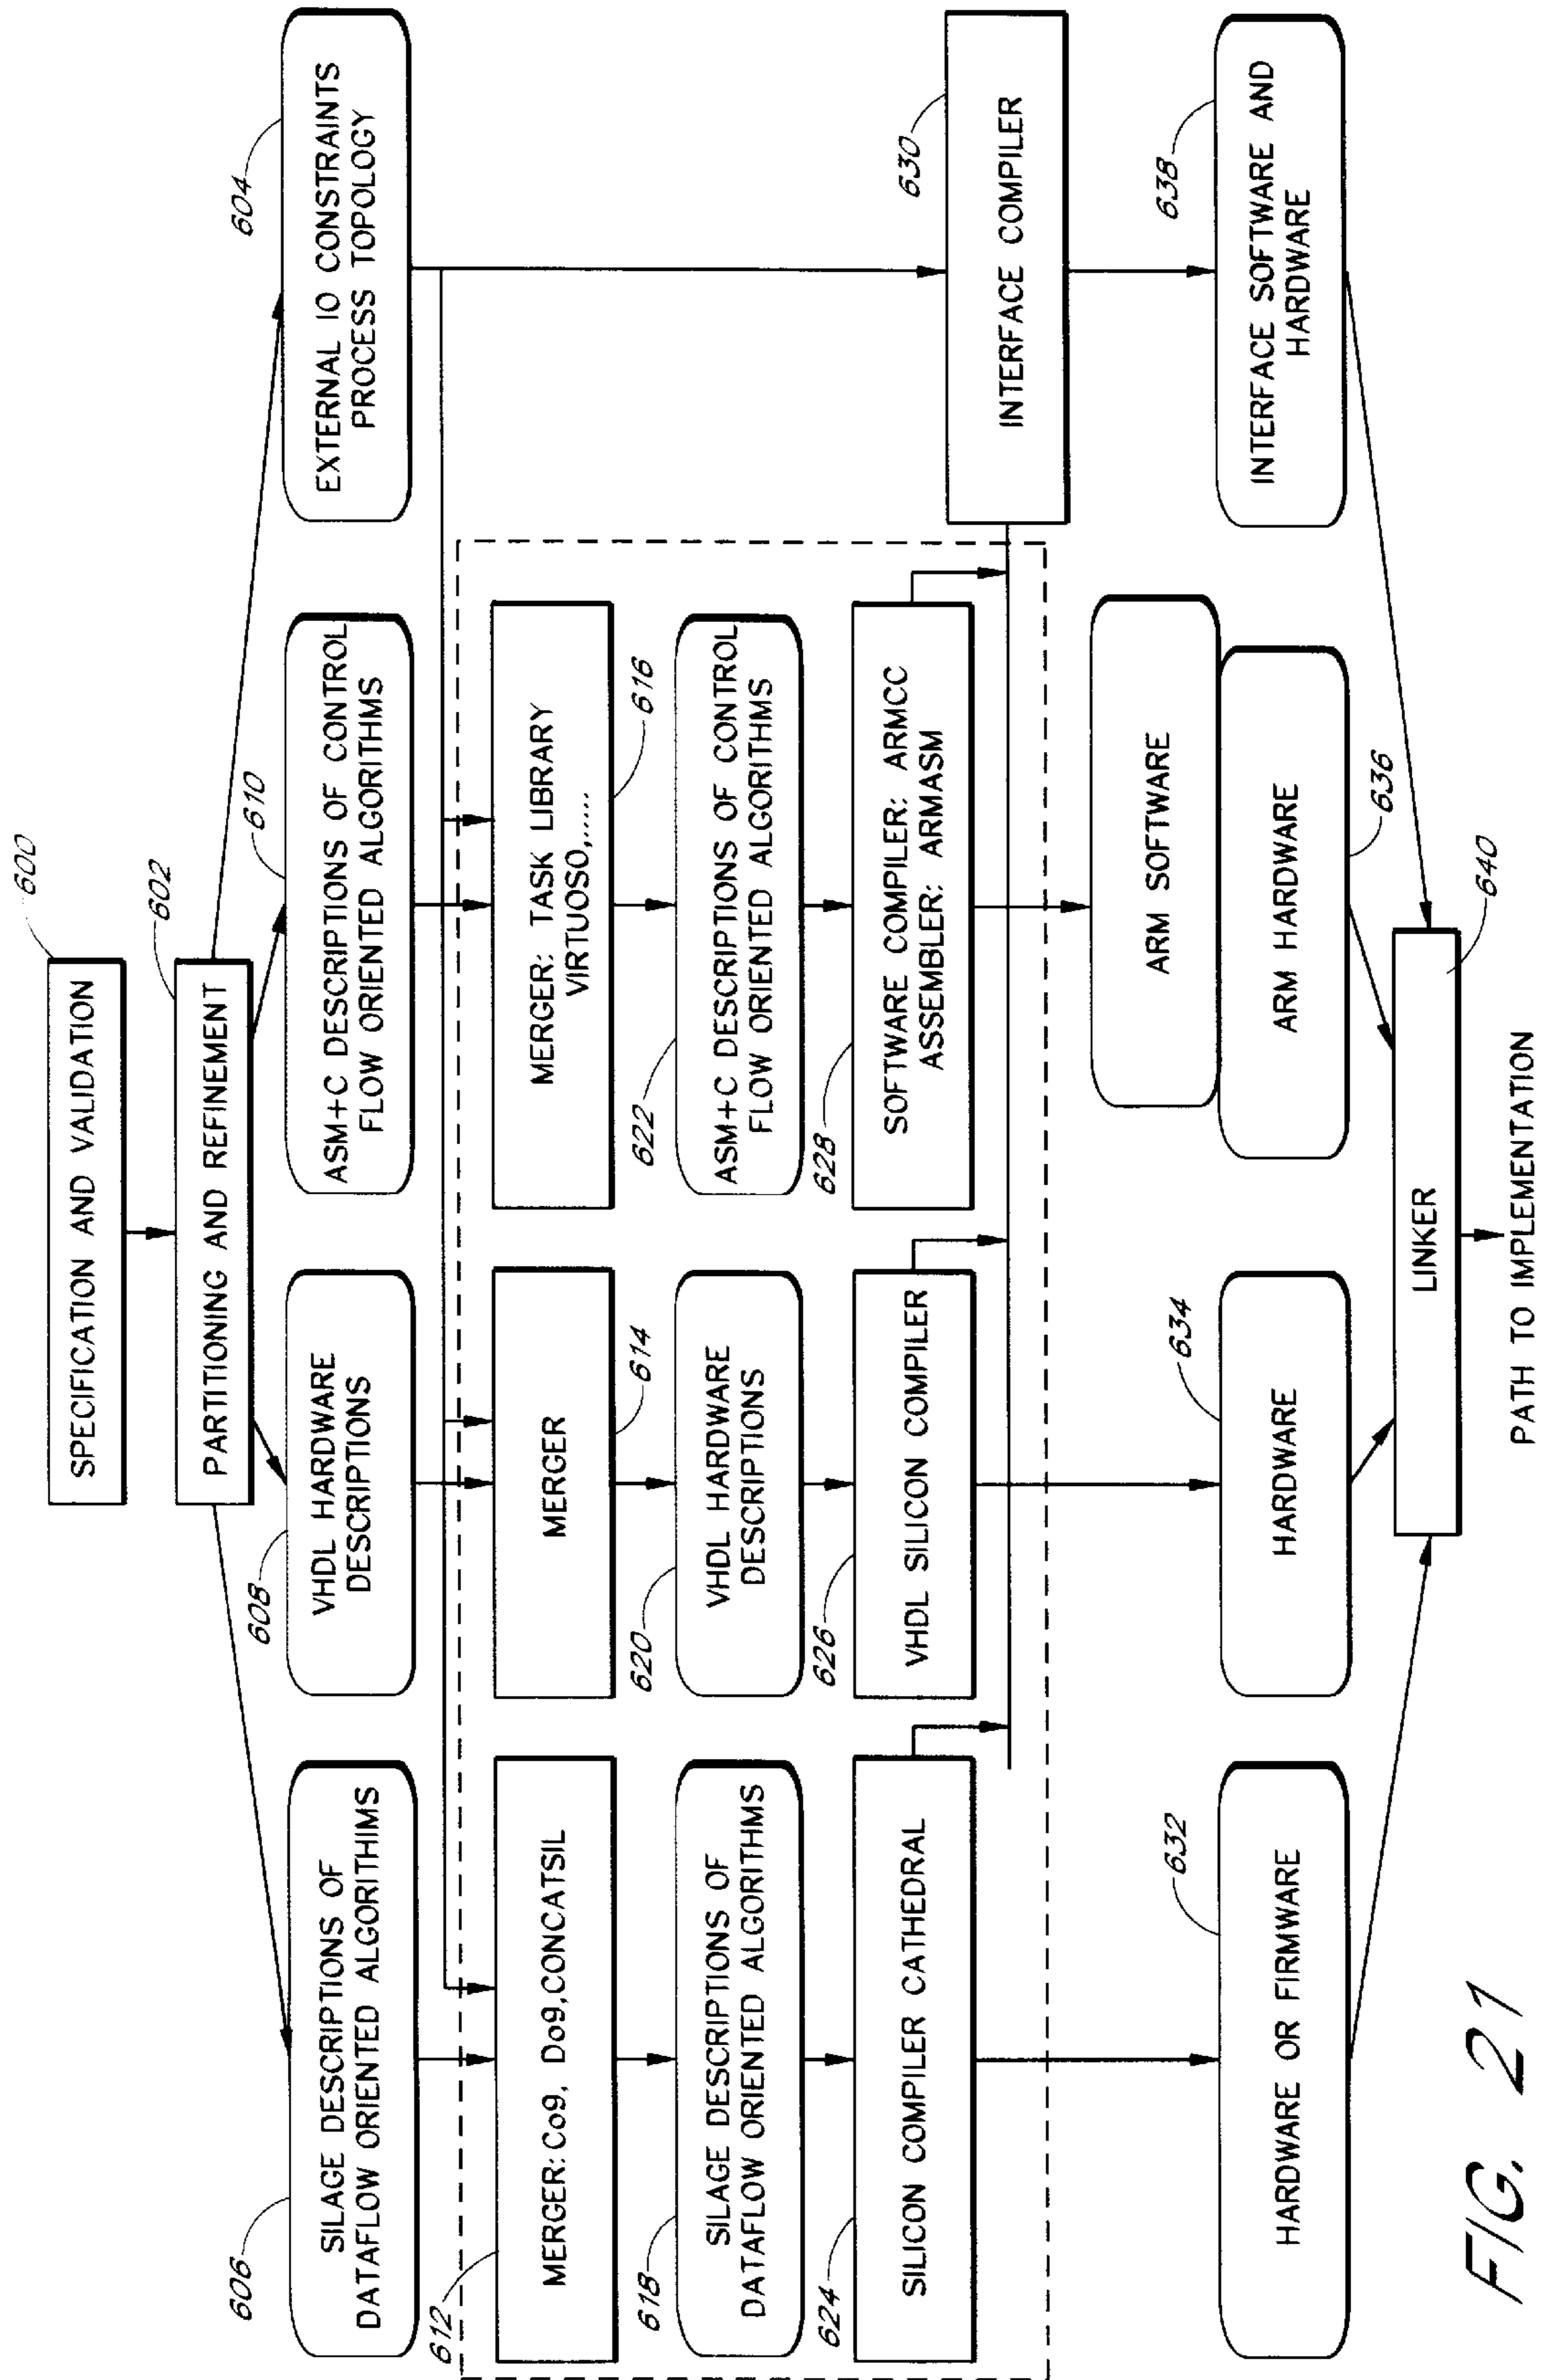 600
SPECIFICATION AND VALIDATION
602
PARTITIONING AND REFINEMENT
606
SILAGE DESCRIPTIONS OF
DATAFLOW ORIENTED ALGORITHIMS
608
VHDL HARDWARE
DESCRIPTIONS
610
ASM+C DESCRIPTIONS OF CONTROL
FLOW ORIENTED ALGORITHMS
604
EXTERNAL IO CONSTRAINTS
PROCESS TOPOLOGY
612
MERGER: Co9, Do9,CONCATSIL
MERGER
614
MERGER: TASK LIBRARY
VIRTUOSO,.....
616
618
SILAGE DESCRIPTIONS OF
DATAFLOW ORIENTED ALGORITHMS
620
VHDL HARDWARE
DESCRIPTIONS
622
ASM+C DESCRIPTIONS OF CONTROL
FLOW ORIENTED ALGORITHMS
624
SILICON COMPILER CATHEDRAL
626
VHDL SILICON COMPILER
628
SOFTWARE COMPILER: ARMCC
ASSEMBLER: ARMASM
630
INTERFACE COMPILER
632
HARDWARE OR FIRMWARE
634
HARDWARE
ARM SOFTWARE
ARM HARDWARE
636
638
INTERFACE SOFTWARE AND
HARDWARE
LINKER
640
PATH TO IMPLEMENTATION
FIG. 21